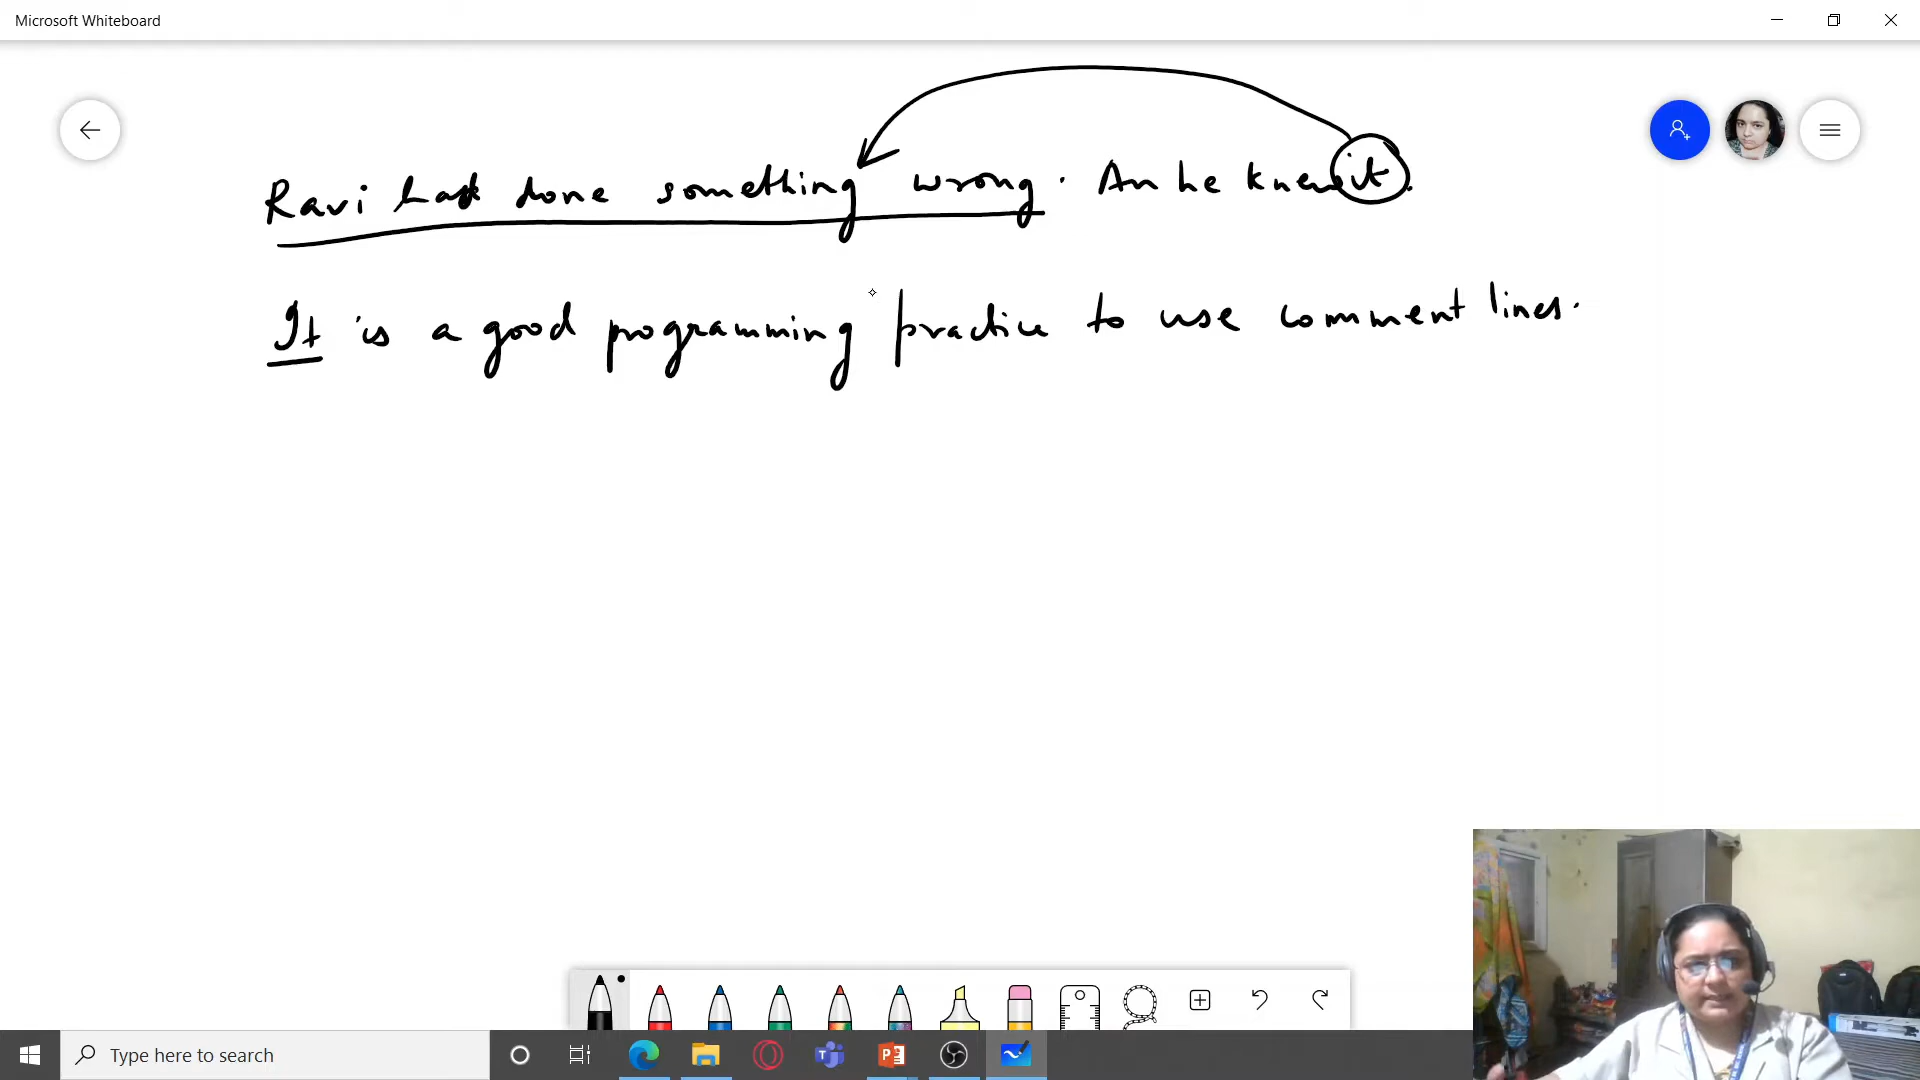 Microsoft Whiteboard
Ravi had done something wrong. An he knew it.
It is a good programming practice to use comment lines.
Type here to search